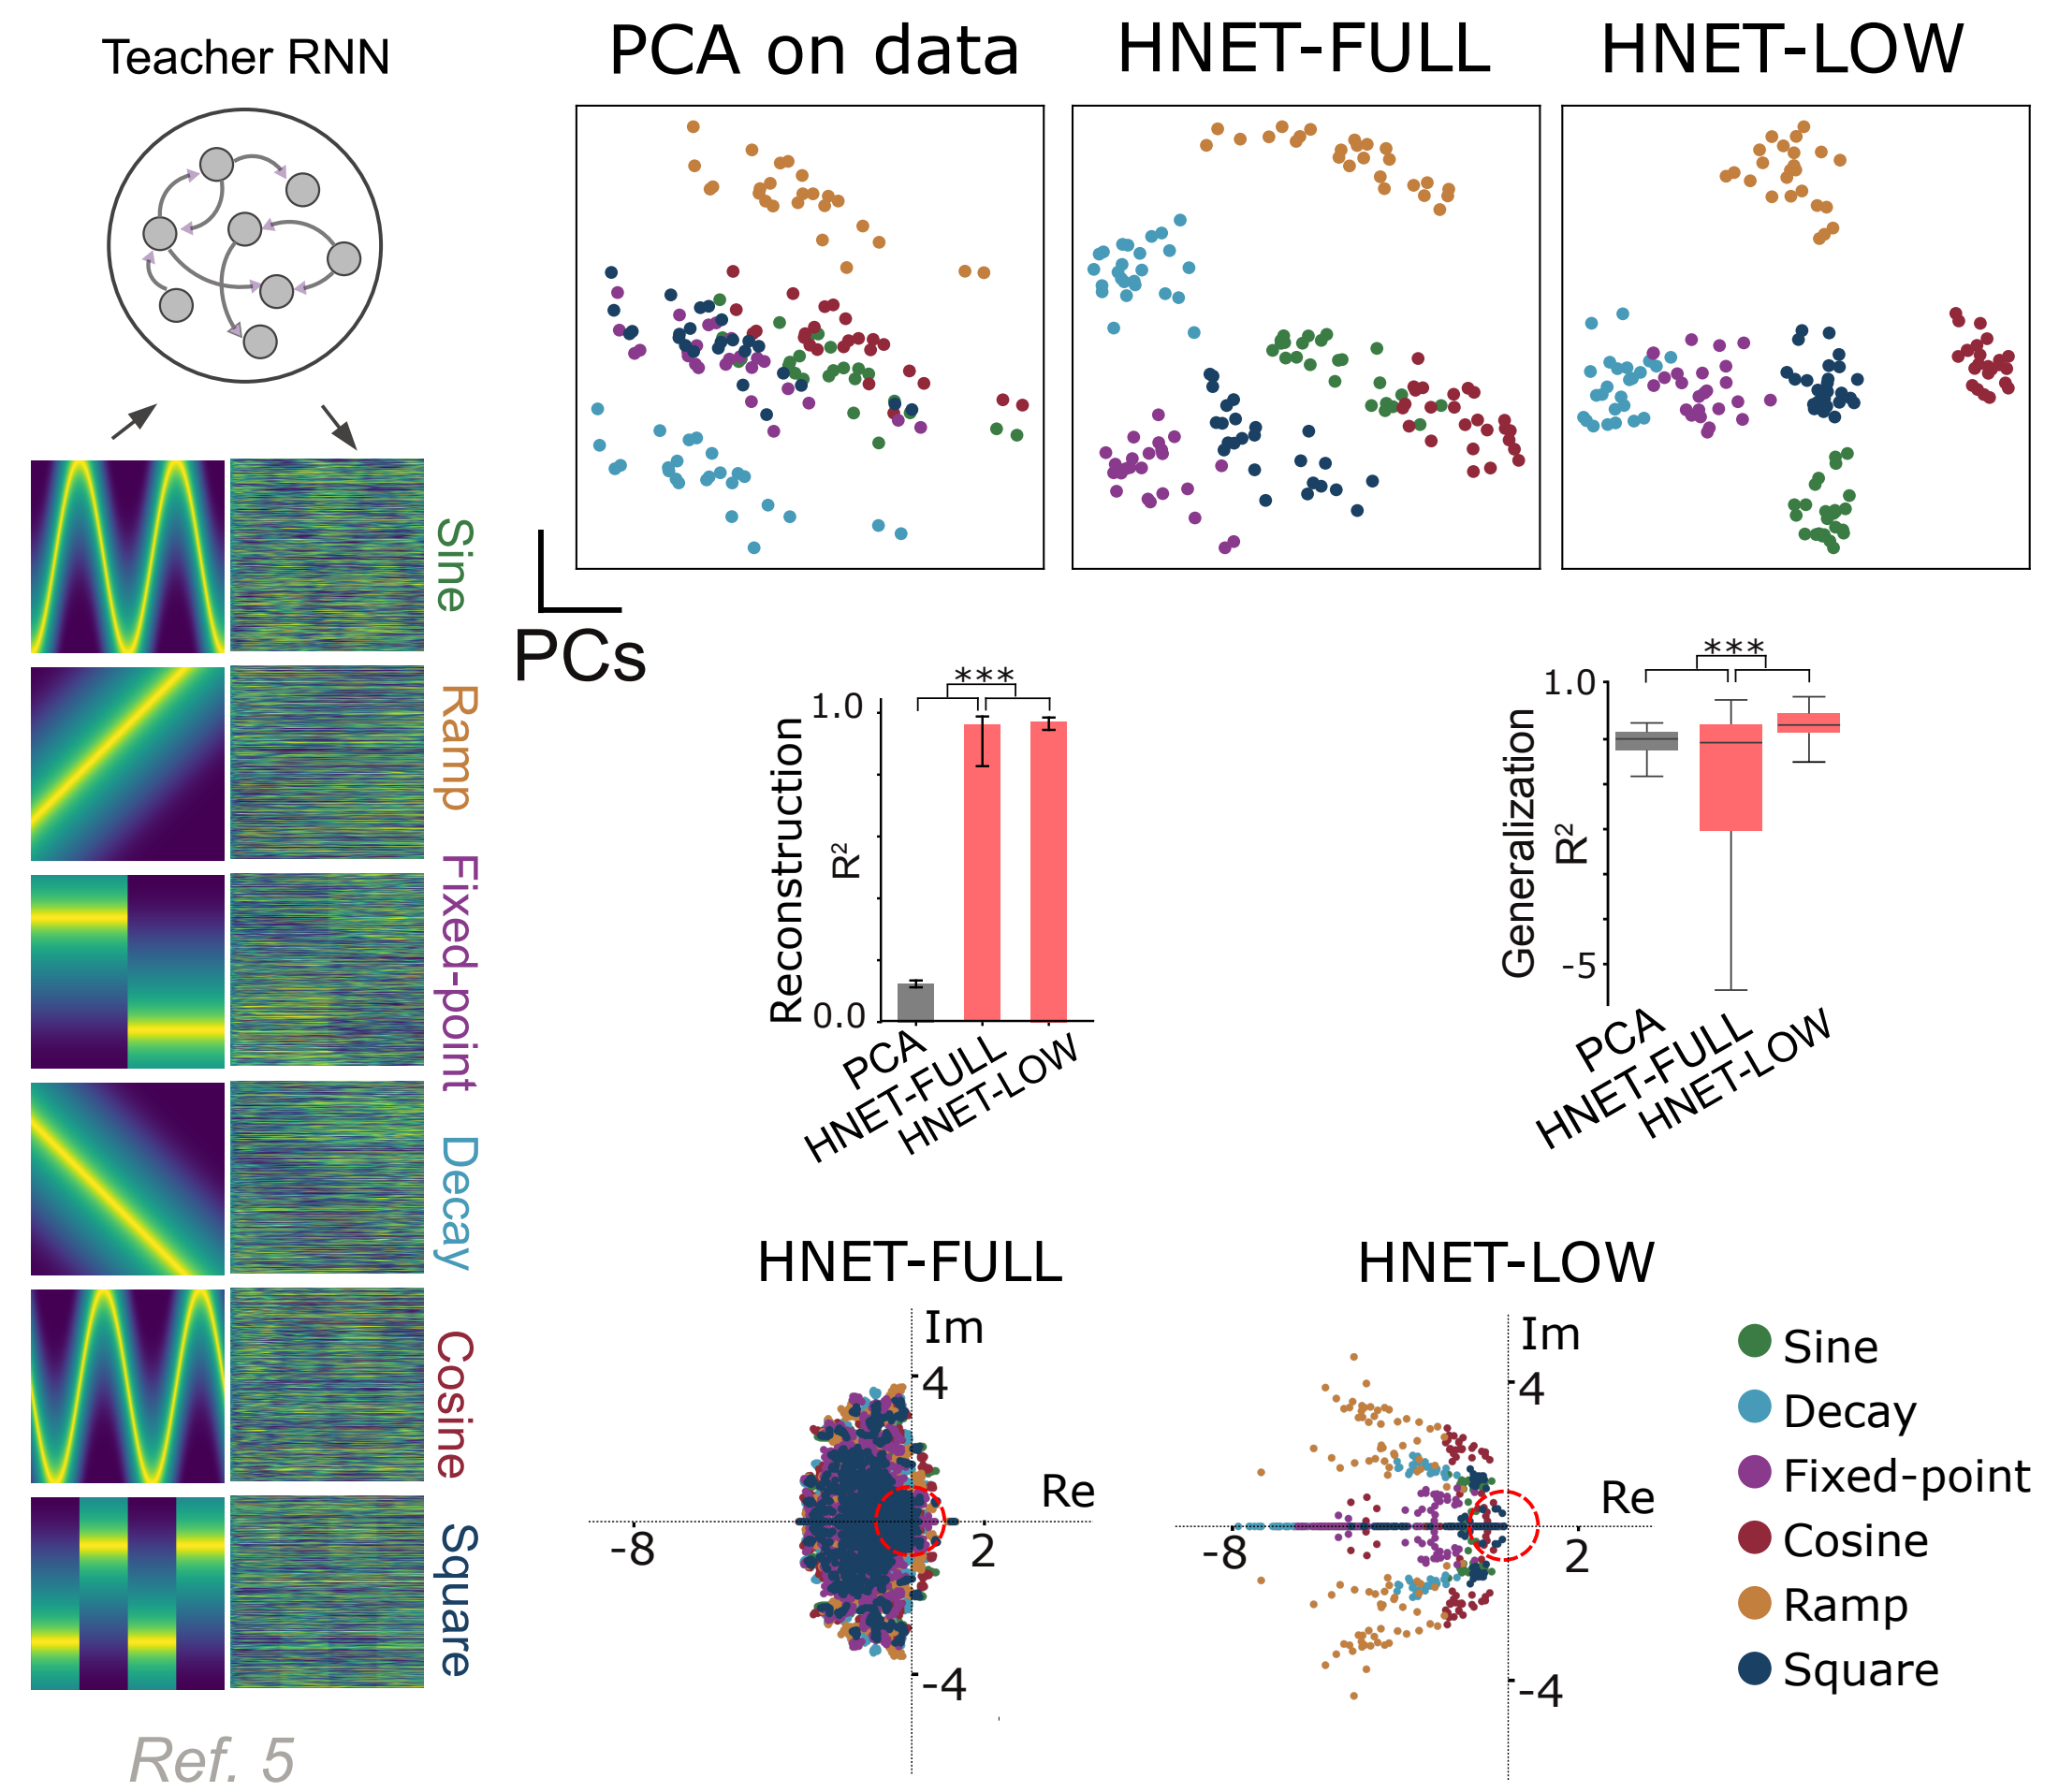 Teacher RNN
PCA on data
HNET-FULL
HNET-LOW
Sine
Ramp
Fixed-point
Decay
Cosine
Square
Ref. 5
PCs
***
1.0
Reconstruction
R²
0.0
PCA
HNET-FULL
HNET-LOW
***
1.0
Generalization
R²
-5
PCA
HNET-FULL
HNET-LOW
HNET-FULL
Im
4
Re
-8
2
-4
HNET-LOW
Im
4
Re
-8
2
-4
Sine
Decay
Fixed-point
Cosine
Ramp
Square